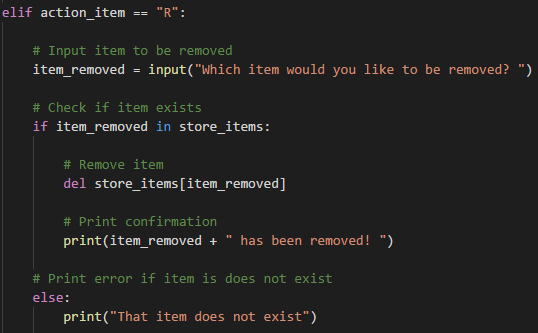 elif action_item == "R":
# Input item to be removed
item_removed = input("Which item would you like to be removed? ")
# Check if item exists
if item_removed in store_items:
# Remove item
del store_items[item_removed]
# Print confirmation
print(item_removed + " has been removed! ")
# Print error if item is does not exist
else:
print("That item does not exist")